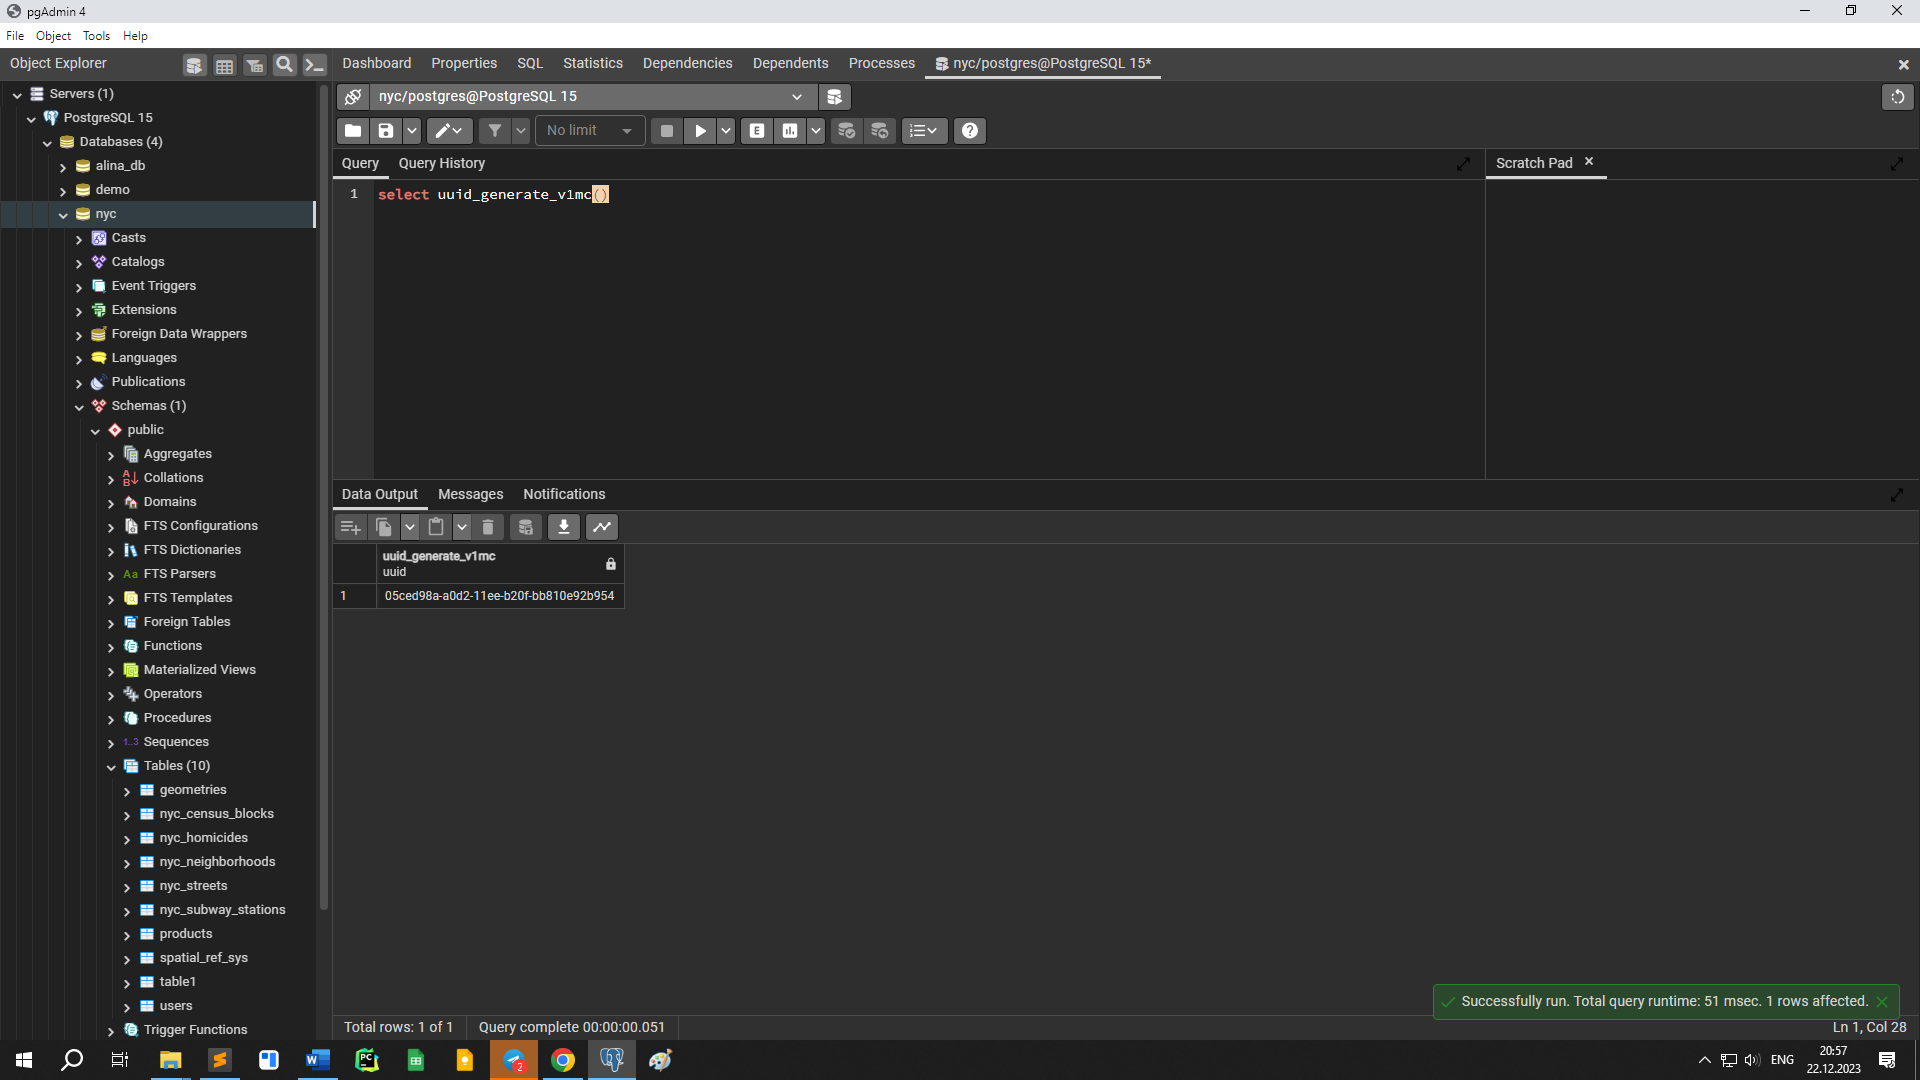 pgAdmin 4
File Object Tools Help
Object Explorer
Dashboard Properties SQL Statistics Dependencies Dependents Processes nyc/postgres@PostgreSQL 15*
Servers (1)
PostgreSQL 15
Databases (4)
alina_db
demo
nyc
Casts
Catalogs
Event Triggers
Extensions
Foreign Data Wrappers
Languages
Publications
Schemas (1)
public
Aggregates
Collations
Domains
FTS Configurations
FTS Dictionaries
Aa FTS Parsers
FTS Templates
Foreign Tables
Functions
Materialized Views
Operators
Procedures
1..3 Sequences
Tables (10)
geometries
nyc_census_blocks
nyc_homicides
nyc_neighborhoods
nyc_streets
nyc_subway_stations
products
spatial_ref_sys
table1
users
Trigger Functions
nyc/postgres@PostgreSQL 15
No limit
E
Query Query History
Scratch Pad
1 select uuid_generate_v1mc()
Data Output Messages Notifications
uuid_generate_v1mc
uuid
1 05ced98a-a0d2-11ee-b20f-bb810e92b954
Successfully run. Total query runtime: 51 msec. 1 rows affected.
Total rows: 1 of 1 Query complete 00:00:00.051 Ln 1, Col 28
W
PC
2
ENG
20:57
22.12.2023